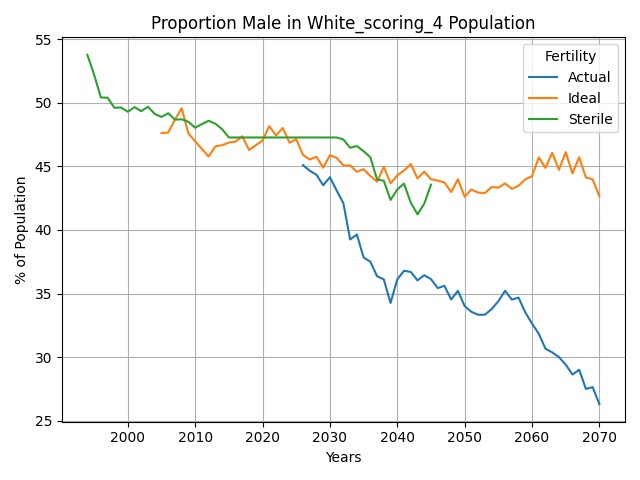 Proportion Male in White_scoring_4 Population
Fertility
Actual
Ideal
Sterile
% of Population
55
50
45
40
35
30
25
2000
2010
2020
2030
2040
2050
2060
2070
Years